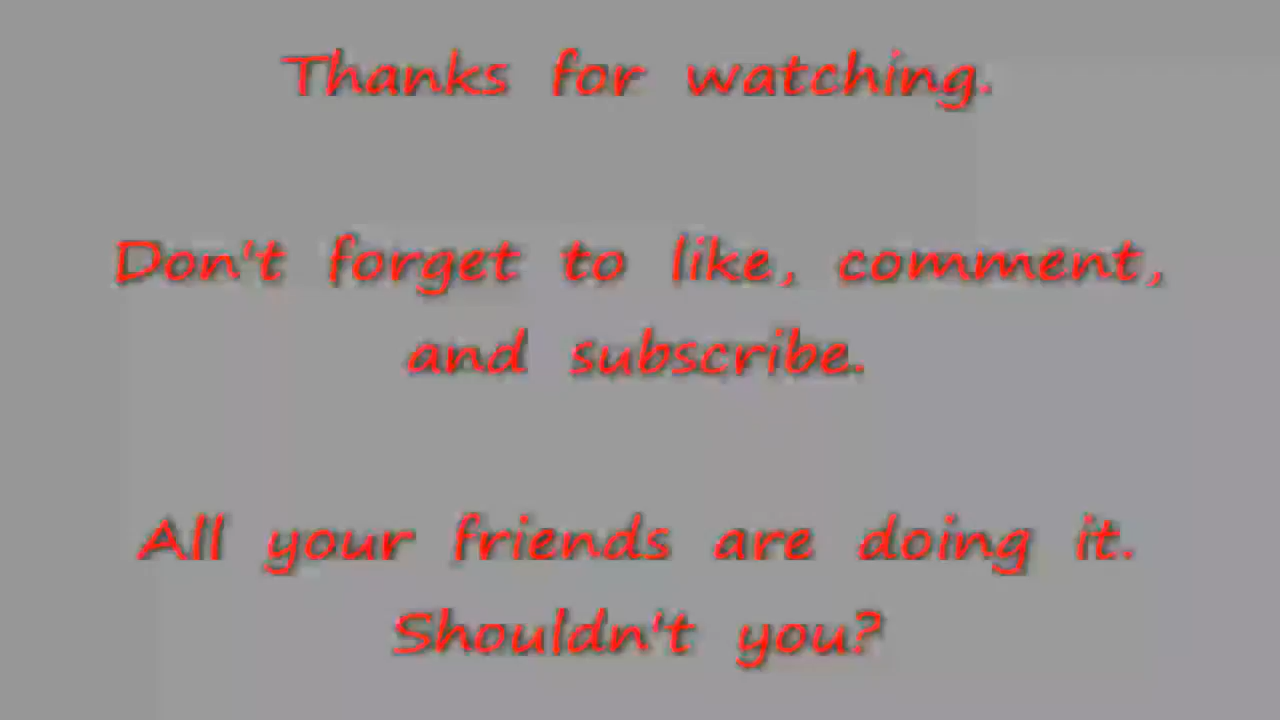 Thanks for watching.
Don't forget to like, comment,
and subscribe.
All your friends are doing it.
Shouldn't you?